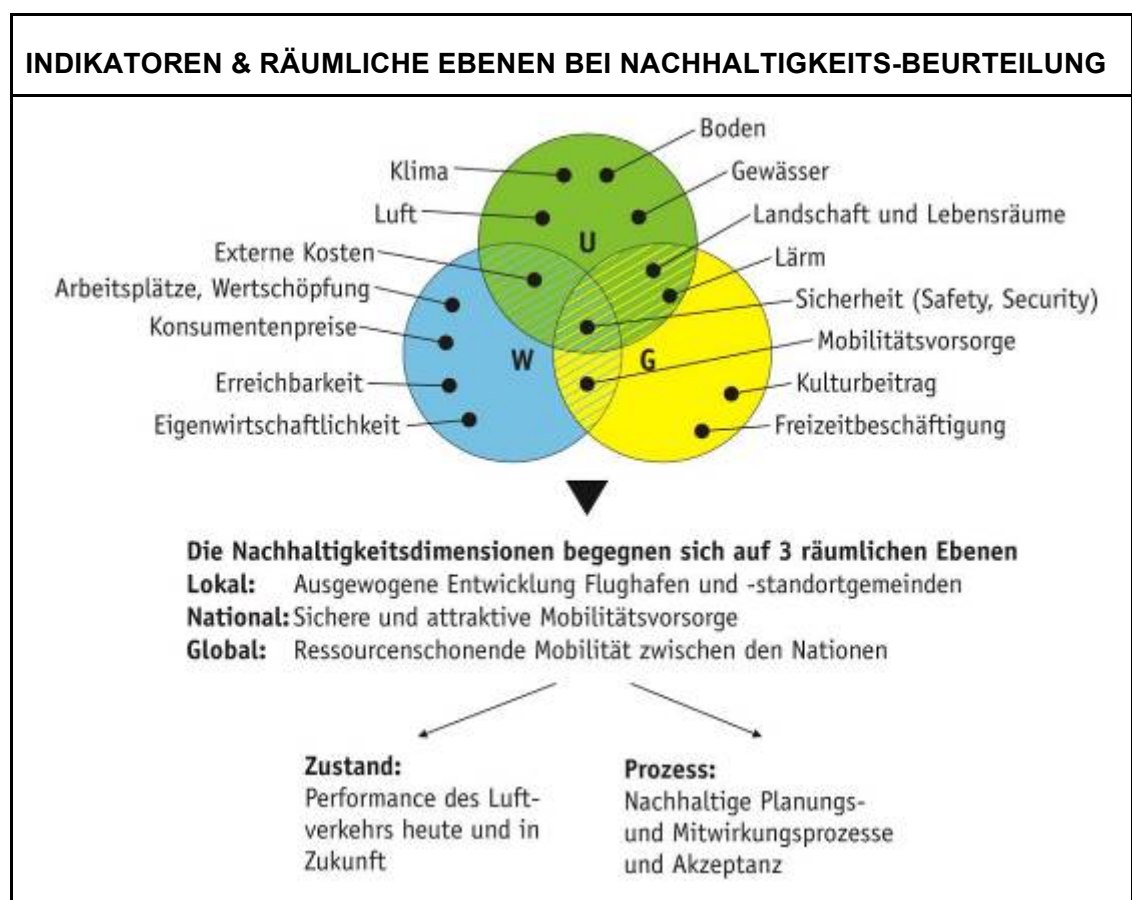 INDIKATOREN & RÄUMLICHE EBENEN BEI NACHHALTIGKEITS-BEURTEILUNG
Boden
Klima
Gewässer
Luft
Landschaft und Lebensräume
U
Externe Kosten
Lärm
Arbeitsplätze, Wertschöpfung
Sicherheit (Safety, Security)
Konsumentenpreise
Mobilitätsvorsorge
W
G
Erreichbarkeit
Kulturbeitrag
Eigenwirtschaftlichkeit
Freizeitbeschäftigung
Die Nachhaltigkeitsdimensionen begegnen sich auf 3 räumlichen Ebenen
Lokal: Ausgewogene Entwicklung Flughafen und -standortgemeinden
National: Sichere und attraktive Mobilitätsvorsorge
Global: Ressourcenschonende Mobilität zwischen den Nationen
Zustand:
Performance des Luft-
verkehrs heute und in
Zukunft
Prozess:
Nachhaltige Planungs-
und Mitwirkungsprozesse
und Akzeptanz